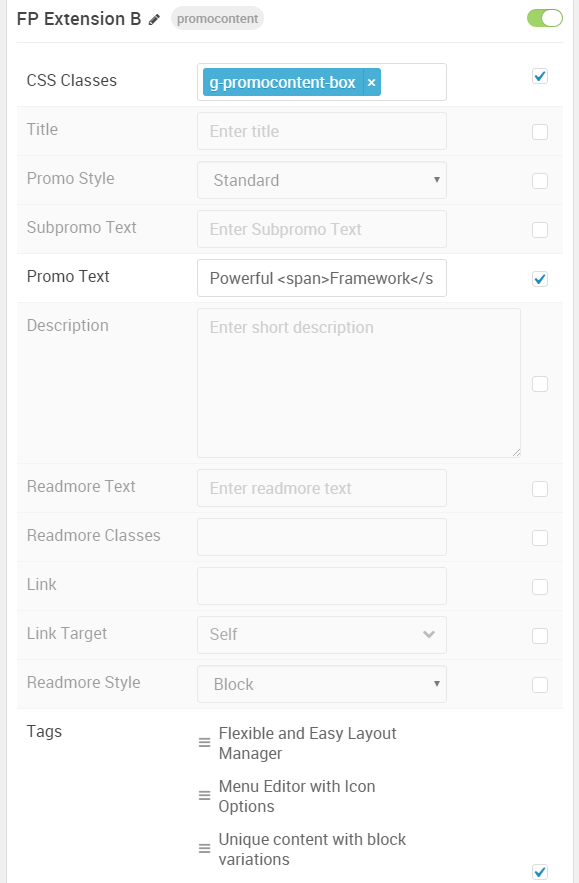 FP Extension B promocontent
CSS Classes g-promocontent-box ×
Title Enter title
Promo Style Standard
Subpromo Text Enter Subpromo Text
Promo Text Powerful <span>Framework</s
Description Enter short description
Readmore Text Enter readmore text
Readmore Classes
Link
Link Target Self
Readmore Style Block
Tags Flexible and Easy Layout
Manager
Menu Editor with Icon
Options
Unique content with block
variations